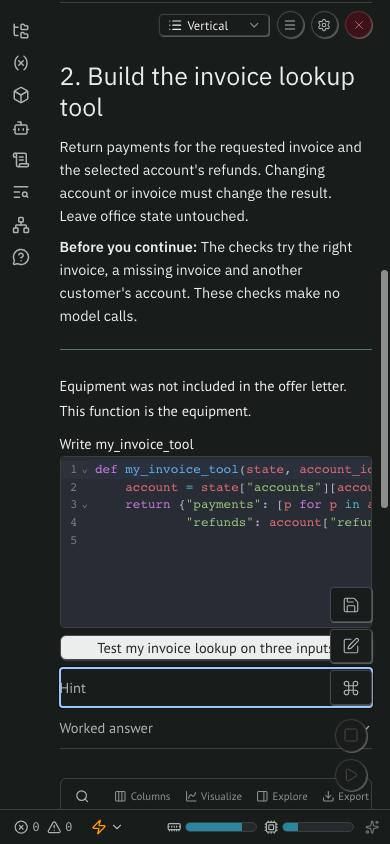 Vertical
2. Build the invoice lookup
tool
Return payments for the requested invoice and
the selected account's refunds. Changing
account or invoice must change the result.
Leave office state untouched.
Before you continue: The checks try the right
invoice, a missing invoice and another
customer's account. These checks make no
model calls.
Equipment was not included in the offer letter.
This function is the equipment.
Write my_invoice_tool
1 def my_invoice_tool(state, account_ic
2 account = state["accounts"][accou
3 return {"payments": [p for p in a
4 "refunds": account["refun
5
Test my invoice lookup on three inputs
Hint
Worked answer
Columns Visualize Explore Export
0 0